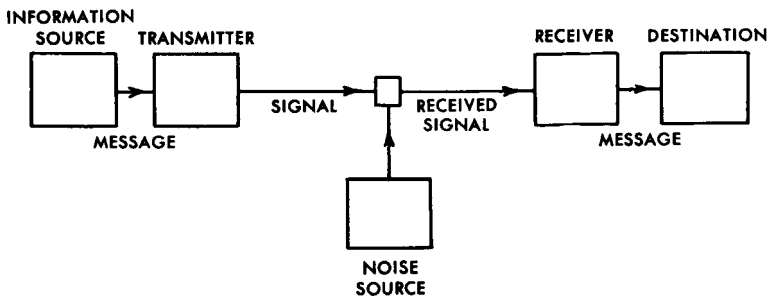 INFORMATION
SOURCE
TRANSMITTER
RECEIVER
DESTINATION
SIGNAL
RECEIVED
SIGNAL
MESSAGE
MESSAGE
NOISE
SOURCE